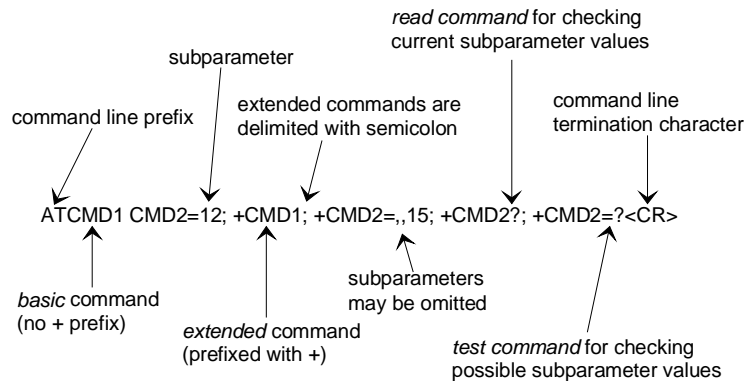 read command for checking
current subparameter values
subparameter
extended commands are
delimited with semicolon
command line
termination character
command line prefix
ATCMD1 CMD2=12; +CMD1; +CMD2=,,15; +CMD2?; +CMD2=?<CR>
basic command
(no + prefix)
extended command
(prefixed with +)
subparameters
may be omitted
test command for checking
possible subparameter values